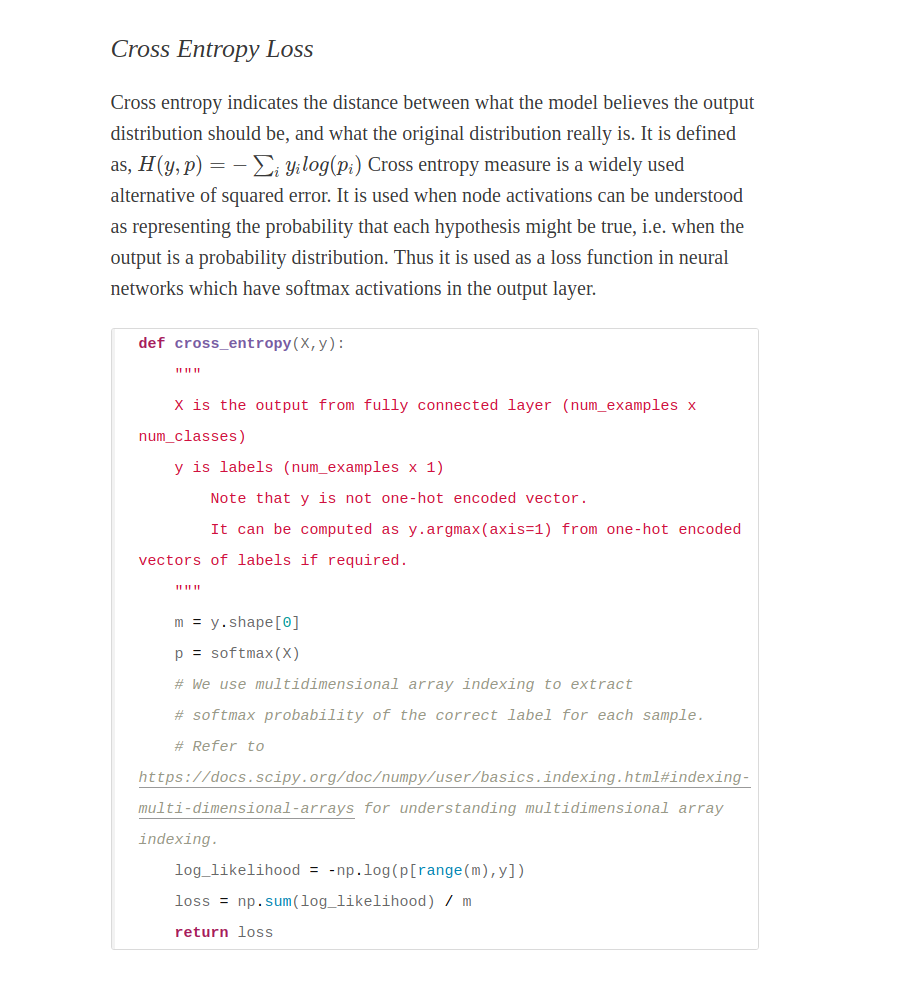 Cross Entropy Loss
Cross entropy indicates the distance between what the model believes the output
distribution should be, and what the original distribution really is. It is defined
as, H(y, p) = − ∑ᵢ yᵢlog(pᵢ) Cross entropy measure is a widely used
alternative of squared error. It is used when node activations can be understood
as representing the probability that each hypothesis might be true, i.e. when the
output is a probability distribution. Thus it is used as a loss function in neural
networks which have softmax activations in the output layer.
def cross_entropy(X,y):
    """
    X is the output from fully connected layer (num_examples x
num_classes)
    y is labels (num_examples x 1)
        Note that y is not one-hot encoded vector.
        It can be computed as y.argmax(axis=1) from one-hot encoded
vectors of labels if required.
    """
    m = y.shape[0]
    p = softmax(X)
    # We use multidimensional array indexing to extract
    # softmax probability of the correct label for each sample.
    # Refer to
https://docs.scipy.org/doc/numpy/user/basics.indexing.html#indexing-
multi-dimensional-arrays for understanding multidimensional array
indexing.
    log_likelihood = -np.log(p[range(m),y])
    loss = np.sum(log_likelihood) / m
    return loss